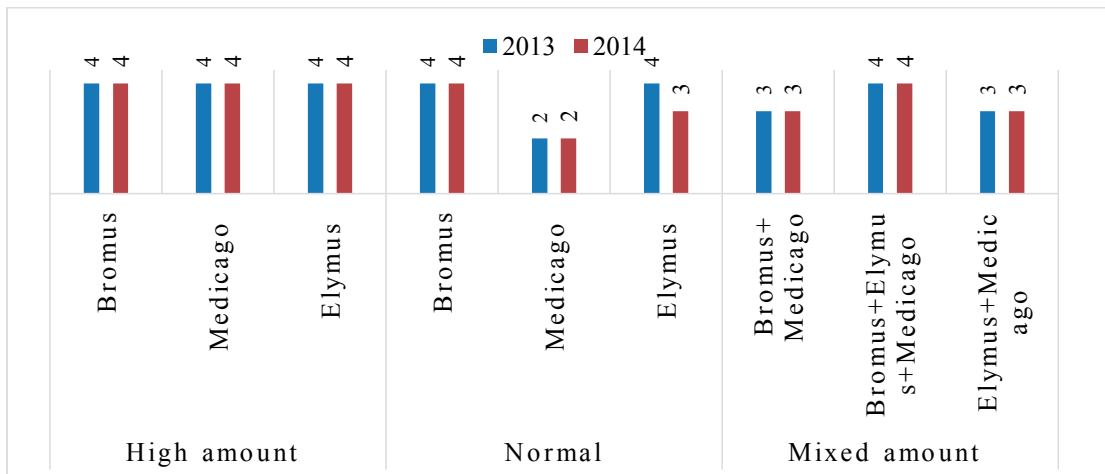 2013 2014
4 4 4 4 4 4 4 4 2 2 4 3 3 3 4 4 3 3
Bromus
Medicago
Elymus
Bromus
Medicago
Elymus
Bromus+
Medicago
Bromus+Elymu
s+Medicago
Elymus+Medic
ago
High amount Normal Mixed amount